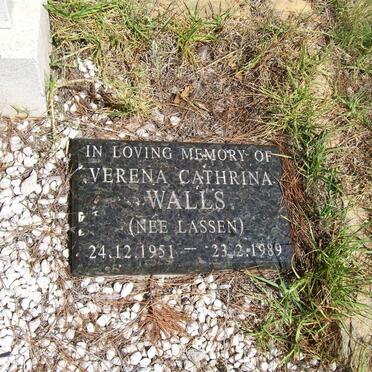 IN LOVING MEMORY OF
VERENA CATHRINA
WALLS
(NEE LASSEN)
24.12.1951 — 23.2.1989